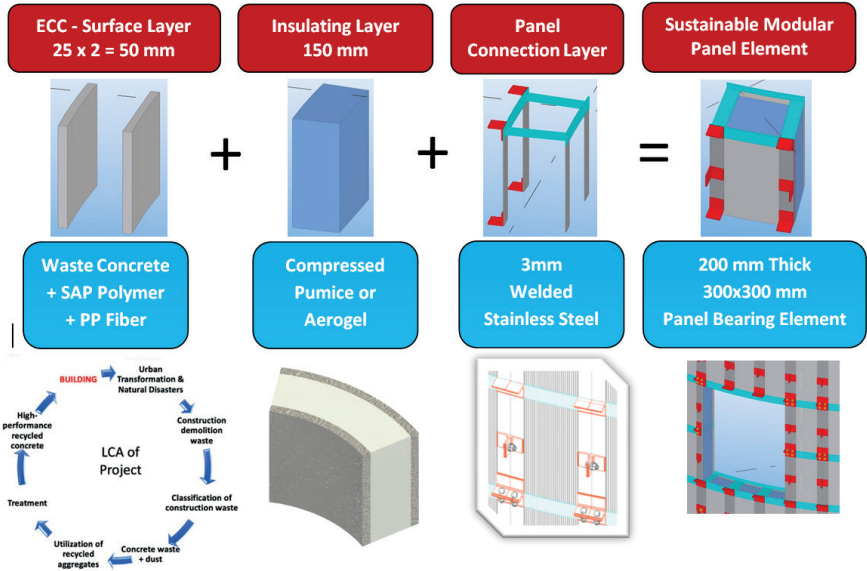 ECC - Surface Layer
25 x 2 = 50 mm
Insulating Layer
150 mm
Panel
Connection Layer
Sustainable Modular
Panel Element
+
+
=
Waste Concrete
+ SAP Polymer
+ PP Fiber
Compressed
Pumice or
Aerogel
3mm
Welded
Stainless Steel
200 mm Thick
300x300 mm
Panel Bearing Element
BUILDING
Urban
Transformation &
Natural Disasters
Construction
demolition
waste
Classification of
construction waste
Concrete waste
+ dust
Utilization of
recycled
aggregates
Treatment
High-
performance
recycled
concrete
LCA of
Project